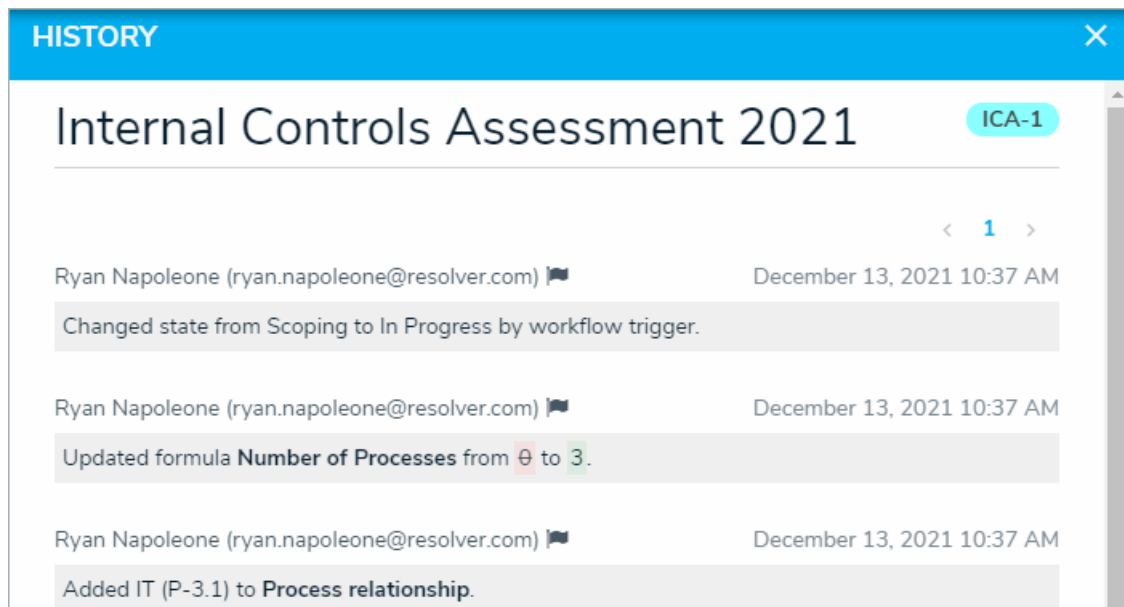 HISTORY
Internal Controls Assessment 2021 ICA-1
1
Ryan Napoleone (ryan.napoleone@resolver.com) December 13, 2021 10:37 AM
Changed state from Scoping to In Progress by workflow trigger.
Ryan Napoleone (ryan.napoleone@resolver.com) December 13, 2021 10:37 AM
Updated formula Number of Processes from 0 to 3.
Ryan Napoleone (ryan.napoleone@resolver.com) December 13, 2021 10:37 AM
Added IT (P-3.1) to Process relationship.